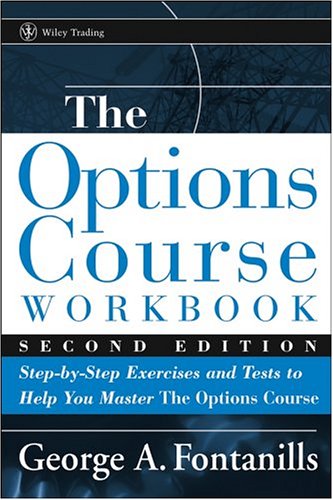 Wiley Trading
The
Options
Course
WORKBOOK
SECOND EDITION
Step-by-Step Exercises and Tests to
Help You Master The Options Course
George A. Fontanills